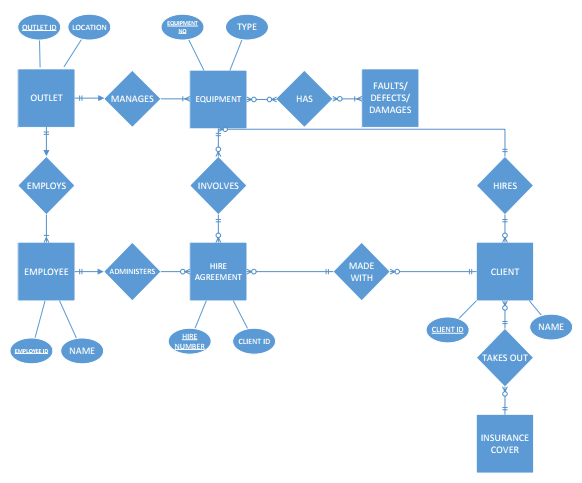 OUTLET ID
LOCATION
EQUIPMENT
NO
TYPE
OUTLET
MANAGES
EQUIPMENT
HAS
FAULTS/
DEFECTS/
DAMAGES
EMPLOYS
INVOLVES
HIRES
EMPLOYEE
ADMINISTERS
HIRE
AGREEMENT
MADE
WITH
CLIENT
EMPLOYEE ID
NAME
HIRE
NUMBER
CLIENT ID
CLIENT ID
NAME
TAKES OUT
INSURANCE
COVER